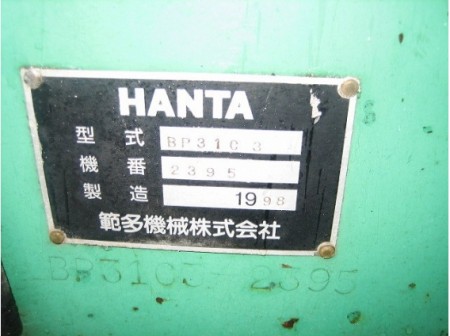 HANTA
型式 BP31C3
機番 2395
製造 1998
範多機械株式会社
BP31C3 2395